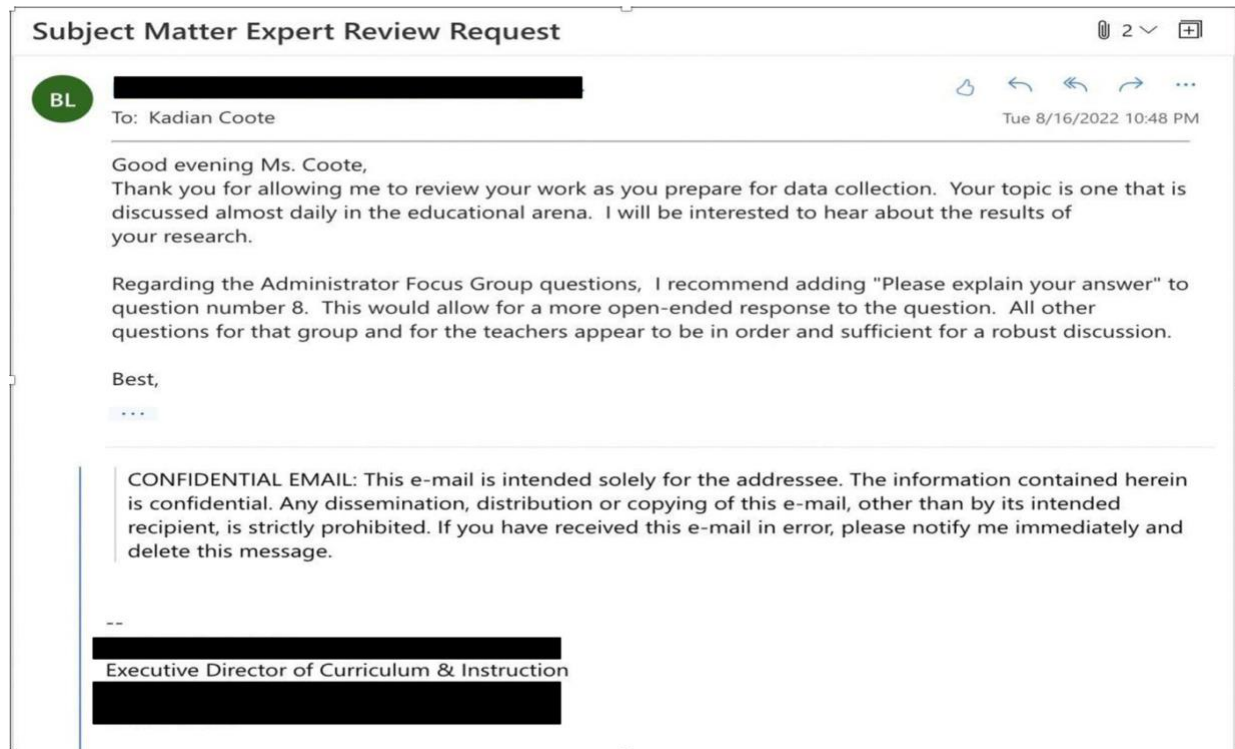 Subject Matter Expert Review Request
2
BL
To: Kadian Coote
Tue 8/16/2022 10:48 PM
Good evening Ms. Coote,
Thank you for allowing me to review your work as you prepare for data collection.  Your topic is one that is
discussed almost daily in the educational arena.  I will be interested to hear about the results of
your research.
Regarding the Administrator Focus Group questions,  I recommend adding "Please explain your answer" to
question number 8.  This would allow for a more open-ended response to the question.  All other
questions for that group and for the teachers appear to be in order and sufficient for a robust discussion.
Best,
...
CONFIDENTIAL EMAIL: This e-mail is intended solely for the addressee. The information contained herein
is confidential. Any dissemination, distribution or copying of this e-mail, other than by its intended
recipient, is strictly prohibited. If you have received this e-mail in error, please notify me immediately and
delete this message.
--
Executive Director of Curriculum & Instruction